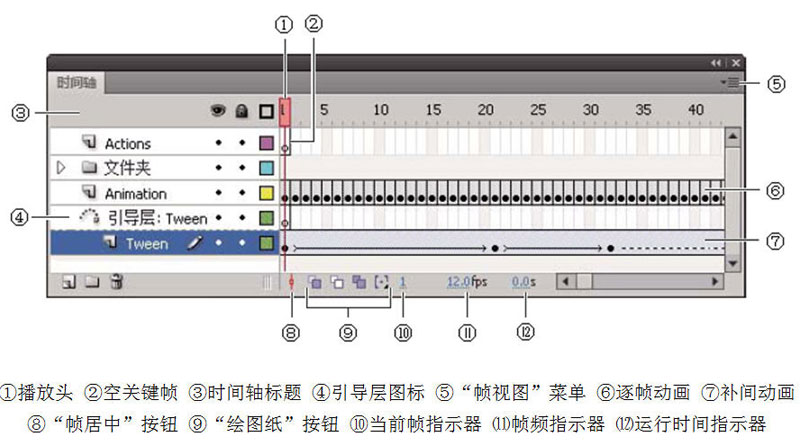 ① ②
时间轴
⑤
③ 1 5 10 15 20 25 30 35 40
Actions
文件夹
Animation ⑥
④ 引导层: Tween
Tween ⑦
1 12.0fps 0.0s
⑧ ⑨ ⑩ ⑪ ⑫
①播放头 ②空关键帧 ③时间轴标题 ④引导层图标 ⑤“帧视图”菜单 ⑥逐帧动画 ⑦补间动画
⑧“帧居中”按钮 ⑨“绘图纸”按钮 ⑩当前帧指示器 ⑪帧频指示器 ⑫运行时间指示器